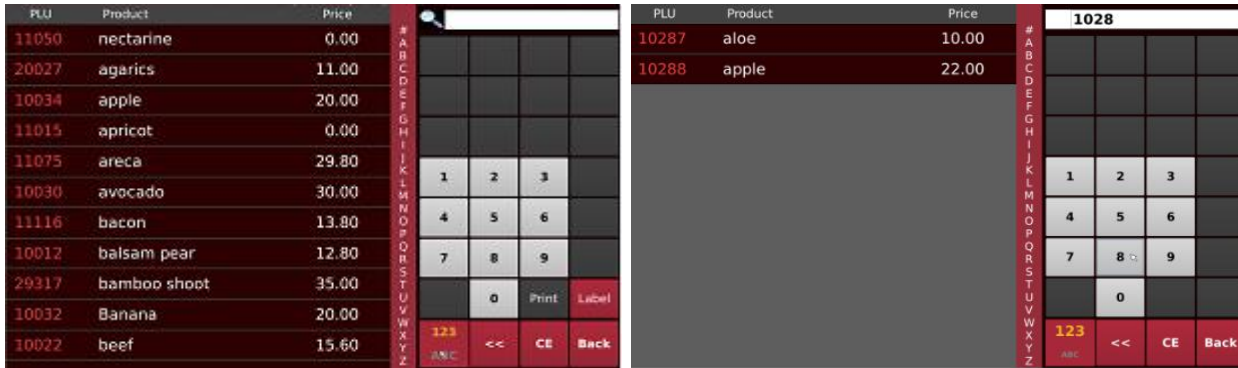 PLU Product Price
11050 nectarine 0.00
20027 agarics 11.00
10034 apple 20.00
11015 apricot 0.00
11075 areca 29.80
10030 avocado 30.00
11116 bacon 13.80
10012 balsam pear 12.80
29317 bamboo shoot 35.00
10032 Banana 20.00
10022 beef 15.60
#
A
B
C
D
E
F
G
H
I
J
K
L
M
N
O
P
Q
R
S
T
U
V
W
X
Y
Z
1 2 3
4 5 6
7 8 9
0 Print Label
123
ABC
<< CE Back
PLU Product Price
10287 aloe 10.00
10288 apple 22.00
#
A
B
C
D
E
F
G
H
I
J
K
L
M
N
O
P
Q
R
S
T
U
V
W
X
Y
Z
1028
1 2 3
4 5 6
7 8 9
0
123
ABC
<< CE Back